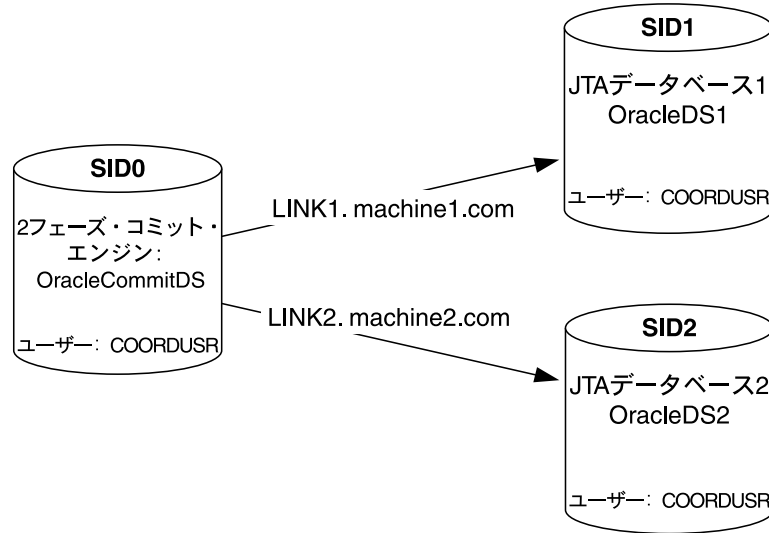 SID0
2フェーズ・コミット・
エンジン:
OracleCommitDS
ユーザー: COORDUSR
LINK1. machine1.com
LINK2. machine2.com
SID1
JTAデータベース1
OracleDS1
ユーザー: COORDUSR
SID2
JTAデータベース2
OracleDS2
ユーザー: COORDUSR